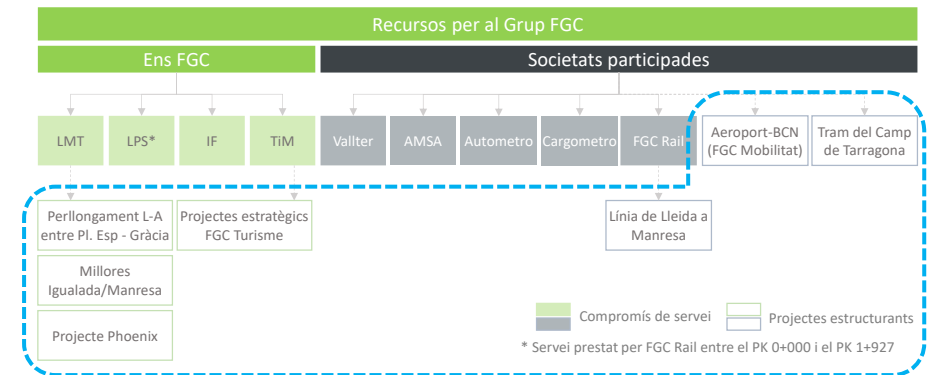 Recursos per al Grup FGC
Ens FGC
Societats participades
LMT
LPS*
IF
TiM
Vallter
AMSA
Autometro
Cargometro
FGC Rail
Aeroport-BCN
(FGC Mobilitat)
Tram del Camp
de Tarragona
Perllongament L-A
entre Pl. Esp - Gràcia
Projectes estratègics
FGC Turisme
Línia de Lleida a
Manresa
Millores
Igualada/Manresa
Projecte Phoenix
Compromís de servei
Projectes estructurants
* Servei prestat per FGC Rail entre el PK 0+000 i el PK 1+927